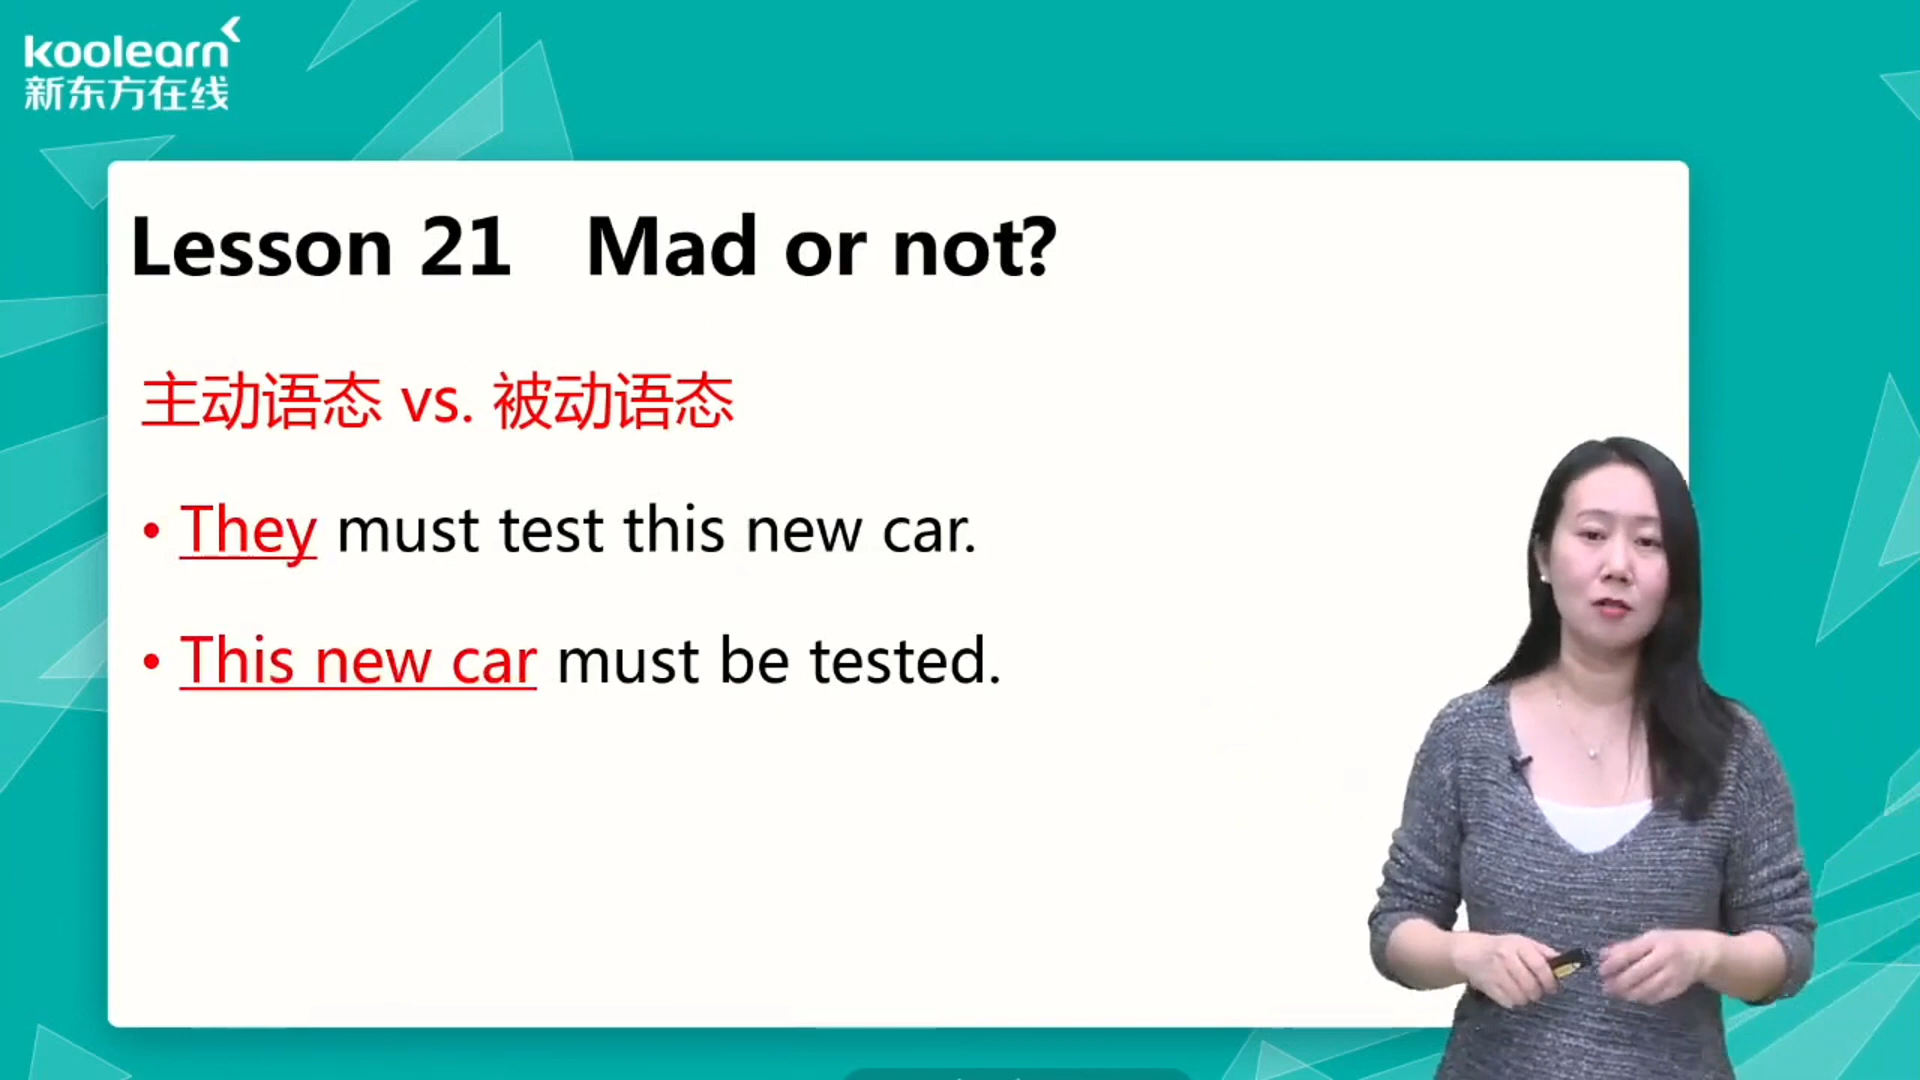 koolearn
新东方在线
Lesson 21 Mad or not?
主动语态 vs. 被动语态
• They must test this new car.
• This new car must be tested.